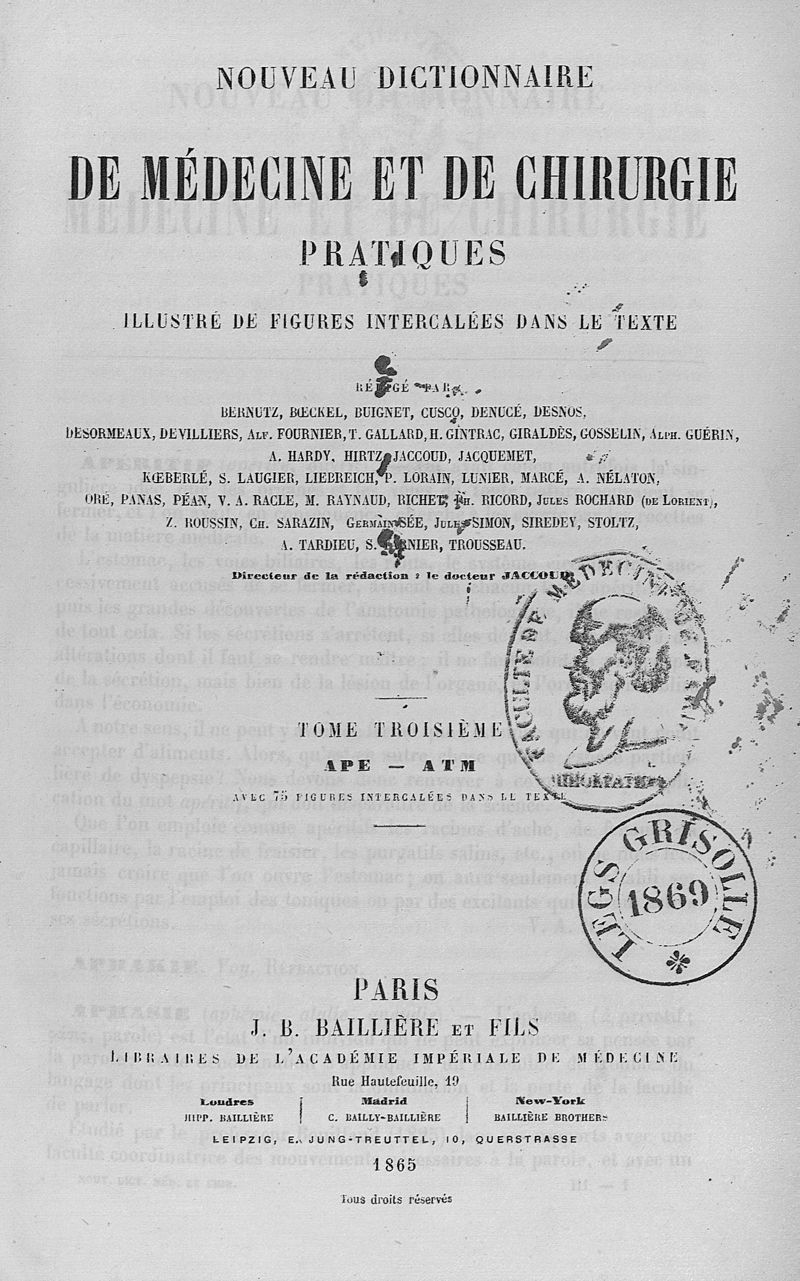 NOUVEAU DICTIONNAIRE
DE MÉDECINE ET DE CHIRURGIE
PRATIQUES
ILLUSTRÉ DE FIGURES INTERCALÉES DANS LE TEXTE
RÉDIGÉ PAR
BERNUTZ, BŒCKEL, BUIGNET, CUSCO, DENUCÉ, DESNOS,
DESORMEAUX, DEVILLIERS, ALF. FOURNIER, T. GALLARD, H. GINTRAC, GIRALDÈS, GOSSELIN, ALPH. GUÉRIN,
A. HARDY, HIRTZ, JACCOUD, JACQUEMET,
KŒBERLÉ, S. LAUGIER, LIEBREICH, P. LORAIN, LUNIER, MARCÉ, A. NÉLATON,
ORÉ, PANAS, PÉAN, V. A. RACLE, M. RAYNAUD, RICHET, PH. RICORD, JULES ROCHARD (DE LORIENT),
Z. ROUSSIN, CH. SARAZIN, GERMAIN SÉE, JULES SIMON, SIREDEY, STOLTZ,
A. TARDIEU, S. TARNIER, TROUSSEAU.
Directeur de la rédaction : le docteur JACCOUD
FACULTÉ DE MÉDECINE DE PARIS
TOME TROISIÈME
APE — ATM
AVEC 75 FIGURES INTERCALÉES DANS LE TEXTE
LEGS GRISOLLE
1869
PARIS
J. B. BAILLIÈRE ET FILS
LIBRAIRES DE L'ACADÉMIE IMPÉRIALE DE MÉDECINE
Rue Hautefeuille, 19
Londres Madrid New-York
HIPP. BAILLIÈRE C. BAILLY-BAILLIÈRE BAILLIÈRE BROTHERS
LEIPZIG, E. JUNG-TREUTTEL, 10, QUERSTRASSE
1865
Tous droits réservés